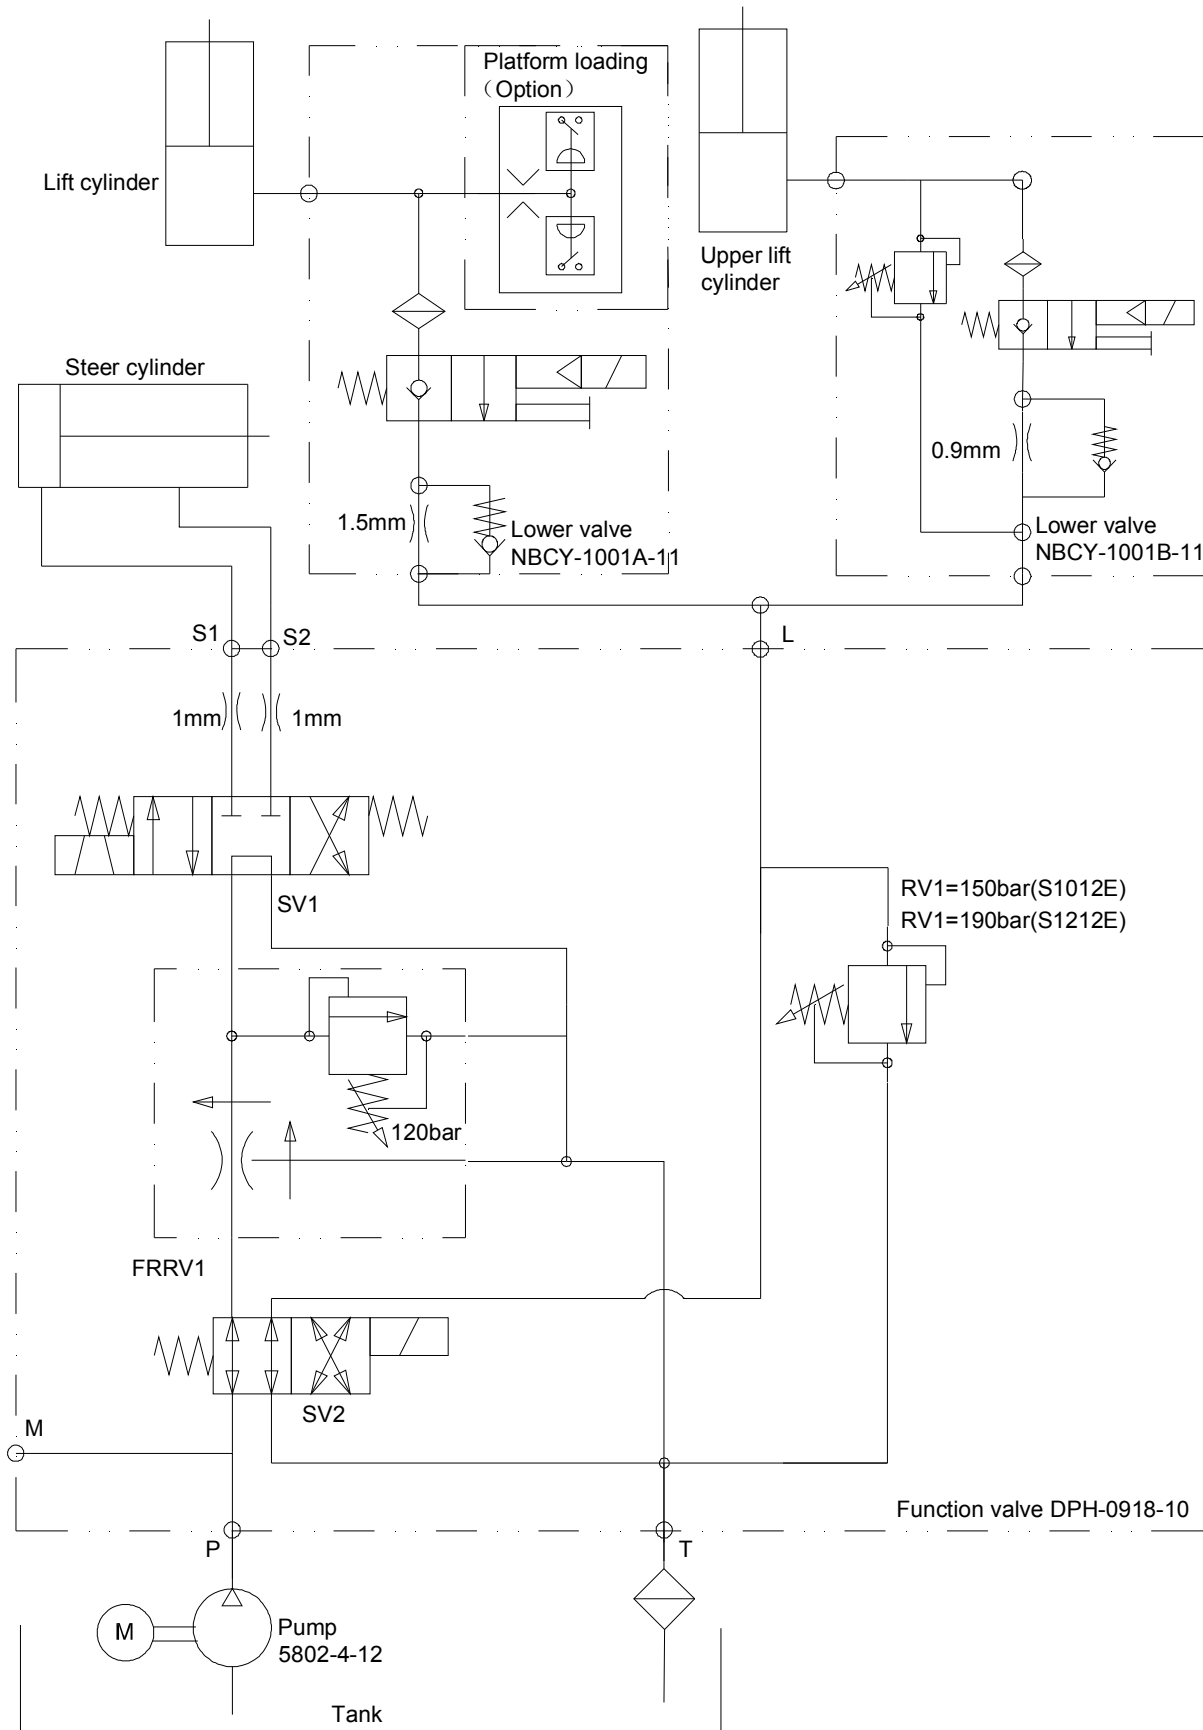 Platform loading
（Option）
Lift cylinder
Upper lift
cylinder
Steer cylinder
0.9mm
1.5mm
Lower valve
NBCY-1001A-11
Lower valve
NBCY-1001B-11
S1
S2
L
1mm
1mm
RV1=150bar(S1012E)
RV1=190bar(S1212E)
SV1
120bar
FRRV1
SV2
M
Function valve DPH-0918-10
P
T
M
Pump
5802-4-12
Tank